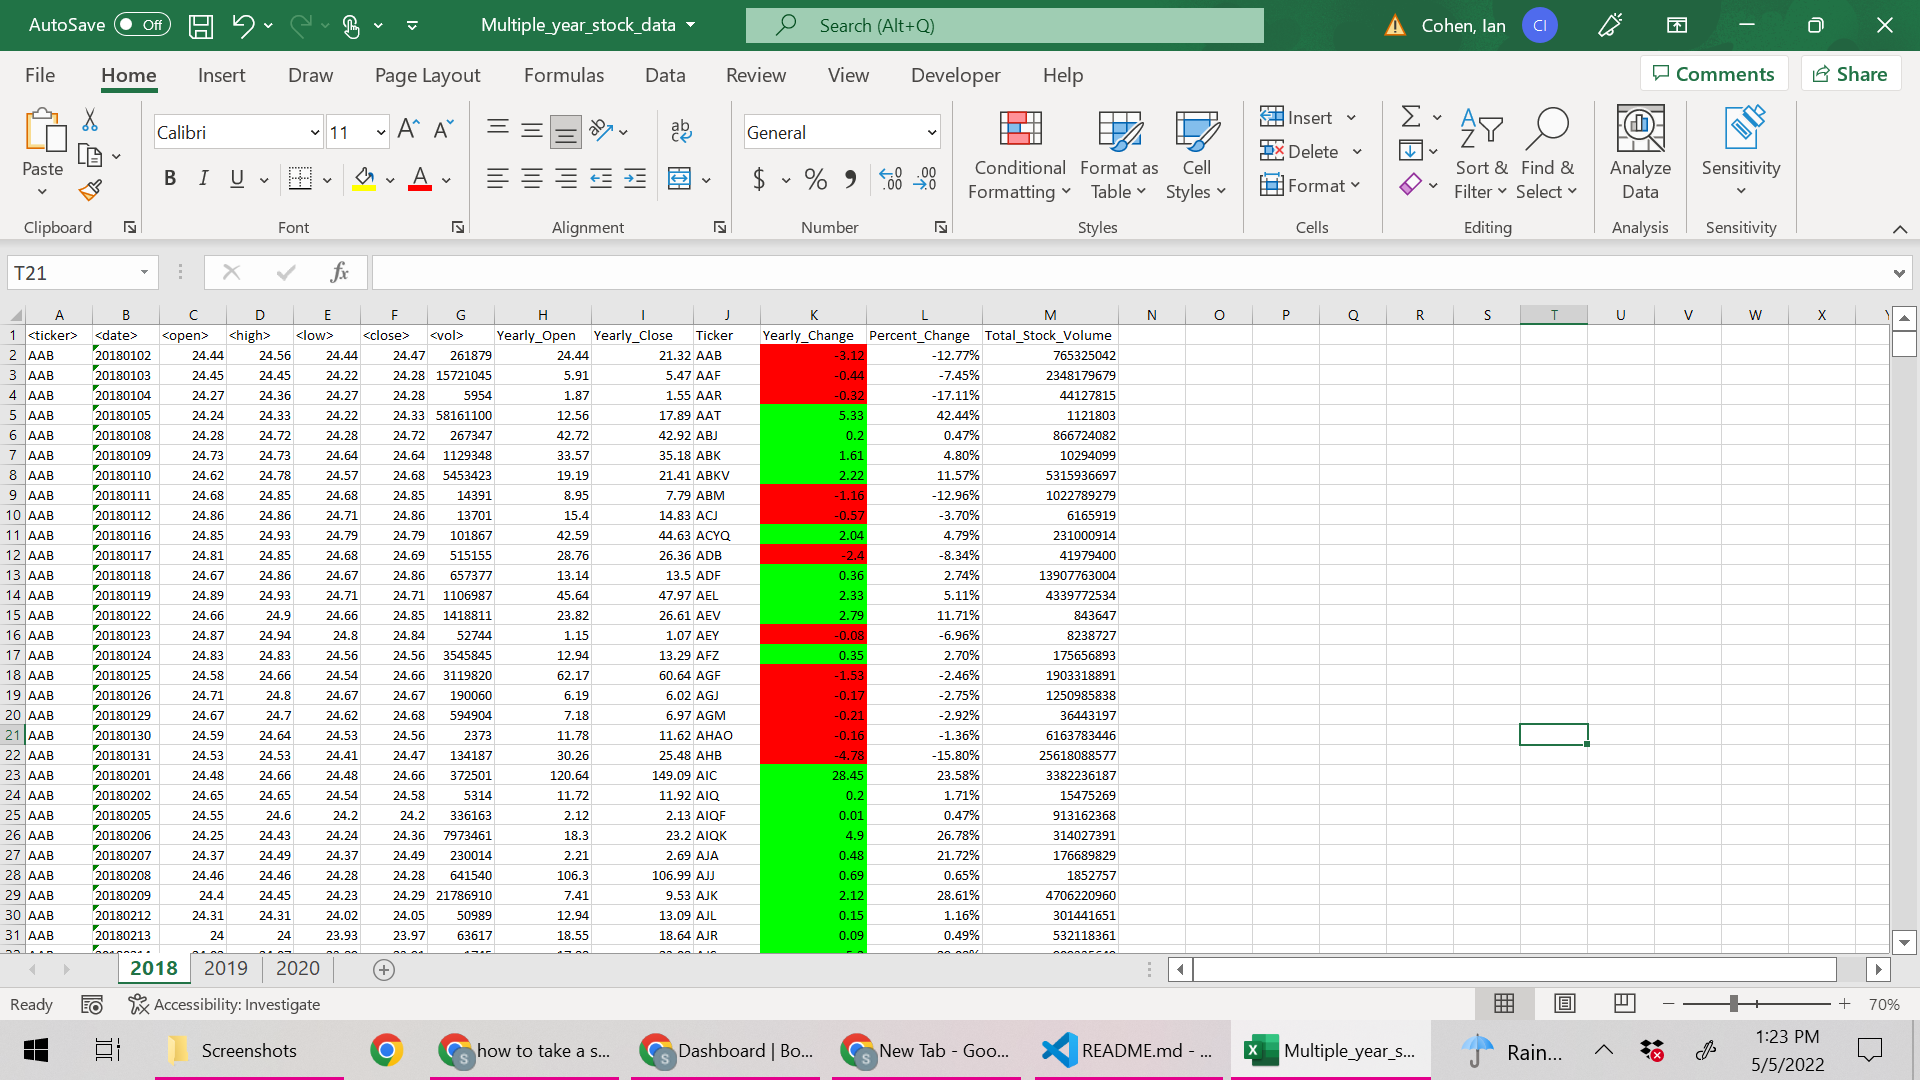 AutoSave Off Multiple_year_stock_data Search (Alt+Q) Cohen, Ian CI
File Home Insert Draw Page Layout Formulas Data Review View Developer Help Comments Share
Paste Calibri 11 General Conditional Formatting Format as Table Cell Styles Insert Delete Format Sort & Filter Find & Select Analyze Data Sensitivity
Clipboard Font Alignment Number Styles Cells Editing Analysis Sensitivity
T21 fx
A B C D E F G H I J K L M N O P Q R S T U V W X Y
1 <ticker> <date> <open> <high> <low> <close> <vol> Yearly_Open Yearly_Close Ticker Yearly_Change Percent_Change Total_Stock_Volume
2 AAB 20180102 24.44 24.56 24.44 24.47 261879 24.44 21.32 AAB -3.12 -12.77% 765325042
3 AAB 20180103 24.45 24.45 24.22 24.28 15721045 5.91 5.47 AAF -0.44 -7.45% 2348179679
4 AAB 20180104 24.27 24.36 24.27 24.28 5954 1.87 1.55 AAR -0.32 -17.11% 44127815
5 AAB 20180105 24.24 24.33 24.22 24.33 58161100 12.56 17.89 AAT 5.33 42.44% 1121803
6 AAB 20180108 24.28 24.72 24.28 24.72 267347 42.72 42.92 ABJ 0.2 0.47% 866724082
7 AAB 20180109 24.73 24.73 24.64 24.64 1129348 33.57 35.18 ABK 1.61 4.80% 10294099
8 AAB 20180110 24.62 24.78 24.57 24.68 5453423 19.19 21.41 ABKV 2.22 11.57% 5315936697
9 AAB 20180111 24.68 24.85 24.68 24.85 14391 8.95 7.79 ABM -1.16 -12.96% 1022789279
10 AAB 20180112 24.86 24.86 24.71 24.86 13701 15.4 14.83 ACJ -0.57 -3.70% 6165919
11 AAB 20180116 24.85 24.93 24.79 24.79 101867 42.59 44.63 ACYQ 2.04 4.79% 231000914
12 AAB 20180117 24.81 24.85 24.68 24.69 515155 28.76 26.36 ADB -2.4 -8.34% 41979400
13 AAB 20180118 24.67 24.86 24.67 24.86 657377 13.14 13.5 ADF 0.36 2.74% 13907763004
14 AAB 20180119 24.89 24.93 24.71 24.71 1106987 45.64 47.97 AEL 2.33 5.11% 4339772534
15 AAB 20180122 24.66 24.9 24.66 24.85 1418811 23.82 26.61 AEV 2.79 11.71% 843647
16 AAB 20180123 24.87 24.94 24.8 24.84 52744 1.15 1.07 AEY -0.08 -6.96% 8238727
17 AAB 20180124 24.83 24.83 24.56 24.56 3545845 12.94 13.29 AFZ 0.35 2.70% 175656893
18 AAB 20180125 24.58 24.66 24.54 24.66 3119820 62.17 60.64 AGF -1.53 -2.46% 1903318891
19 AAB 20180126 24.71 24.8 24.67 24.67 190060 6.19 6.02 AGJ -0.17 -2.75% 1250985838
20 AAB 20180129 24.67 24.7 24.62 24.68 594904 7.18 6.97 AGM -0.21 -2.92% 36443197
21 AAB 20180130 24.59 24.64 24.53 24.56 2373 11.78 11.62 AHAO -0.16 -1.36% 6163783446
22 AAB 20180131 24.53 24.53 24.41 24.47 134187 30.26 25.48 AHB -4.78 -15.80% 25618088577
23 AAB 20180201 24.48 24.66 24.48 24.66 372501 120.64 149.09 AIC 28.45 23.58% 3382236187
24 AAB 20180202 24.65 24.65 24.54 24.58 5314 11.72 11.92 AIQ 0.2 1.71% 15475269
25 AAB 20180205 24.55 24.6 24.2 24.2 336163 2.12 2.13 AIQF 0.01 0.47% 913162368
26 AAB 20180206 24.25 24.43 24.24 24.36 7973461 18.3 23.2 AIQK 4.9 26.78% 314027391
27 AAB 20180207 24.37 24.49 24.37 24.49 230014 2.21 2.69 AJA 0.48 21.72% 176689829
28 AAB 20180208 24.46 24.46 24.28 24.28 641540 106.3 106.99 AJJ 0.69 0.65% 1852757
29 AAB 20180209 24.4 24.45 24.23 24.29 21786910 7.41 9.53 AJK 2.12 28.61% 4706220960
30 AAB 20180212 24.31 24.31 24.02 24.05 50989 12.94 13.09 AJL 0.15 1.16% 301441651
31 AAB 20180213 24 24 23.93 23.97 63617 18.55 18.64 AJR 0.09 0.49% 532118361
2018 2019 2020
Ready Accessibility: Investigate 70%
Screenshots how to take a s... Dashboard | Bo... New Tab - Goo... README.md - ... Multiple_year_s... Rain... 1:23 PM
5/5/2022